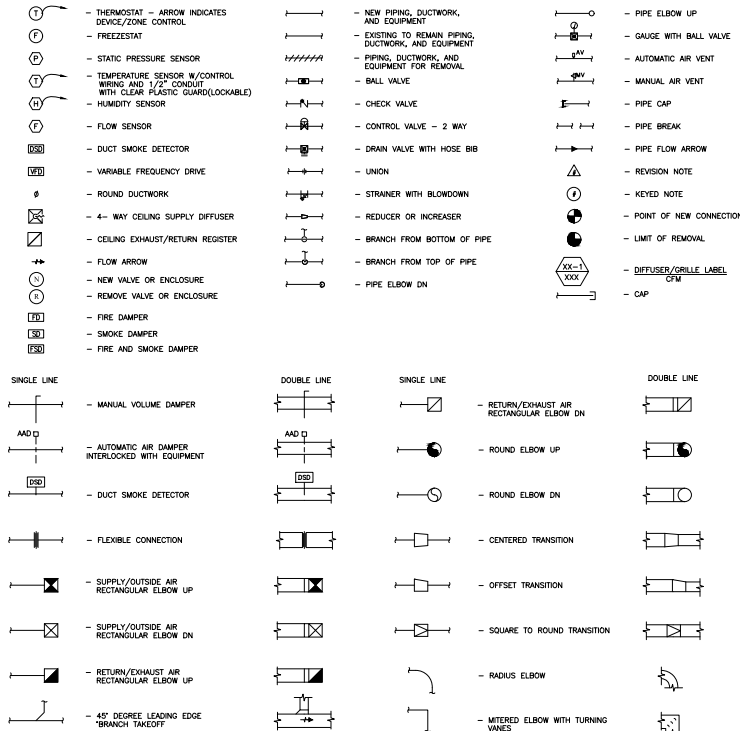 T - THERMOSTAT - ARROW INDICATES
DEVICE/ZONE CONTROL
F - FREEZESTAT
P - STATIC PRESSURE SENSOR
T - TEMPERATURE SENSOR W/CONTROL
WIRING AND 1/2" CONDUIT
WITH CLEAR PLASTIC GUARD(LOCKABLE)
H - HUMIDITY SENSOR
F - FLOW SENSOR
DSD - DUCT SMOKE DETECTOR
VFD - VARIABLE FREQUENCY DRIVE
ø - ROUND DUCTWORK
- 4- WAY CEILING SUPPLY DIFFUSER
- CEILING EXHAUST/RETURN REGISTER
- FLOW ARROW
N - NEW VALVE OR ENCLOSURE
R - REMOVE VALVE OR ENCLOSURE
FD - FIRE DAMPER
SD - SMOKE DAMPER
FSD - FIRE AND SMOKE DAMPER
- NEW PIPING, DUCTWORK,
AND EQUIPMENT
- EXISTING TO REMAIN PIPING,
DUCTWORK, AND EQUIPMENT
- PIPING, DUCTWORK, AND
EQUIPMENT FOR REMOVAL
- BALL VALVE
- CHECK VALVE
- CONTROL VALVE - 2 WAY
- DRAIN VALVE WITH HOSE BIB
- UNION
- STRAINER WITH BLOWDOWN
- REDUCER OR INCREASER
- BRANCH FROM BOTTOM OF PIPE
- BRANCH FROM TOP OF PIPE
- PIPE ELBOW DN
- PIPE ELBOW UP
- GAUGE WITH BALL VALVE
AV - AUTOMATIC AIR VENT
MV - MANUAL AIR VENT
- PIPE CAP
- PIPE BREAK
- PIPE FLOW ARROW
# - REVISION NOTE
# - KEYED NOTE
- POINT OF NEW CONNECTION
- LIMIT OF REMOVAL
XX-1 - DIFFUSER/GRILLE LABEL
XXX CFM
- CAP
SINGLE LINE DOUBLE LINE
- MANUAL VOLUME DAMPER
AAD - AUTOMATIC AIR DAMPER AAD
INTERLOCKED WITH EQUIPMENT
DSD - DUCT SMOKE DETECTOR DSD
- FLEXIBLE CONNECTION
- SUPPLY/OUTSIDE AIR
RECTANGULAR ELBOW UP
- SUPPLY/OUTSIDE AIR
RECTANGULAR ELBOW DN
- RETURN/EXHAUST AIR
RECTANGULAR ELBOW UP
- 45° DEGREE LEADING EDGE
"BRANCH TAKEOFF
SINGLE LINE DOUBLE LINE
- RETURN/EXHAUST AIR
RECTANGULAR ELBOW DN
- ROUND ELBOW UP
- ROUND ELBOW DN
- CENTERED TRANSITION
- OFFSET TRANSITION
- SQUARE TO ROUND TRANSITION
- RADIUS ELBOW
- MITERED ELBOW WITH TURNING
VANES